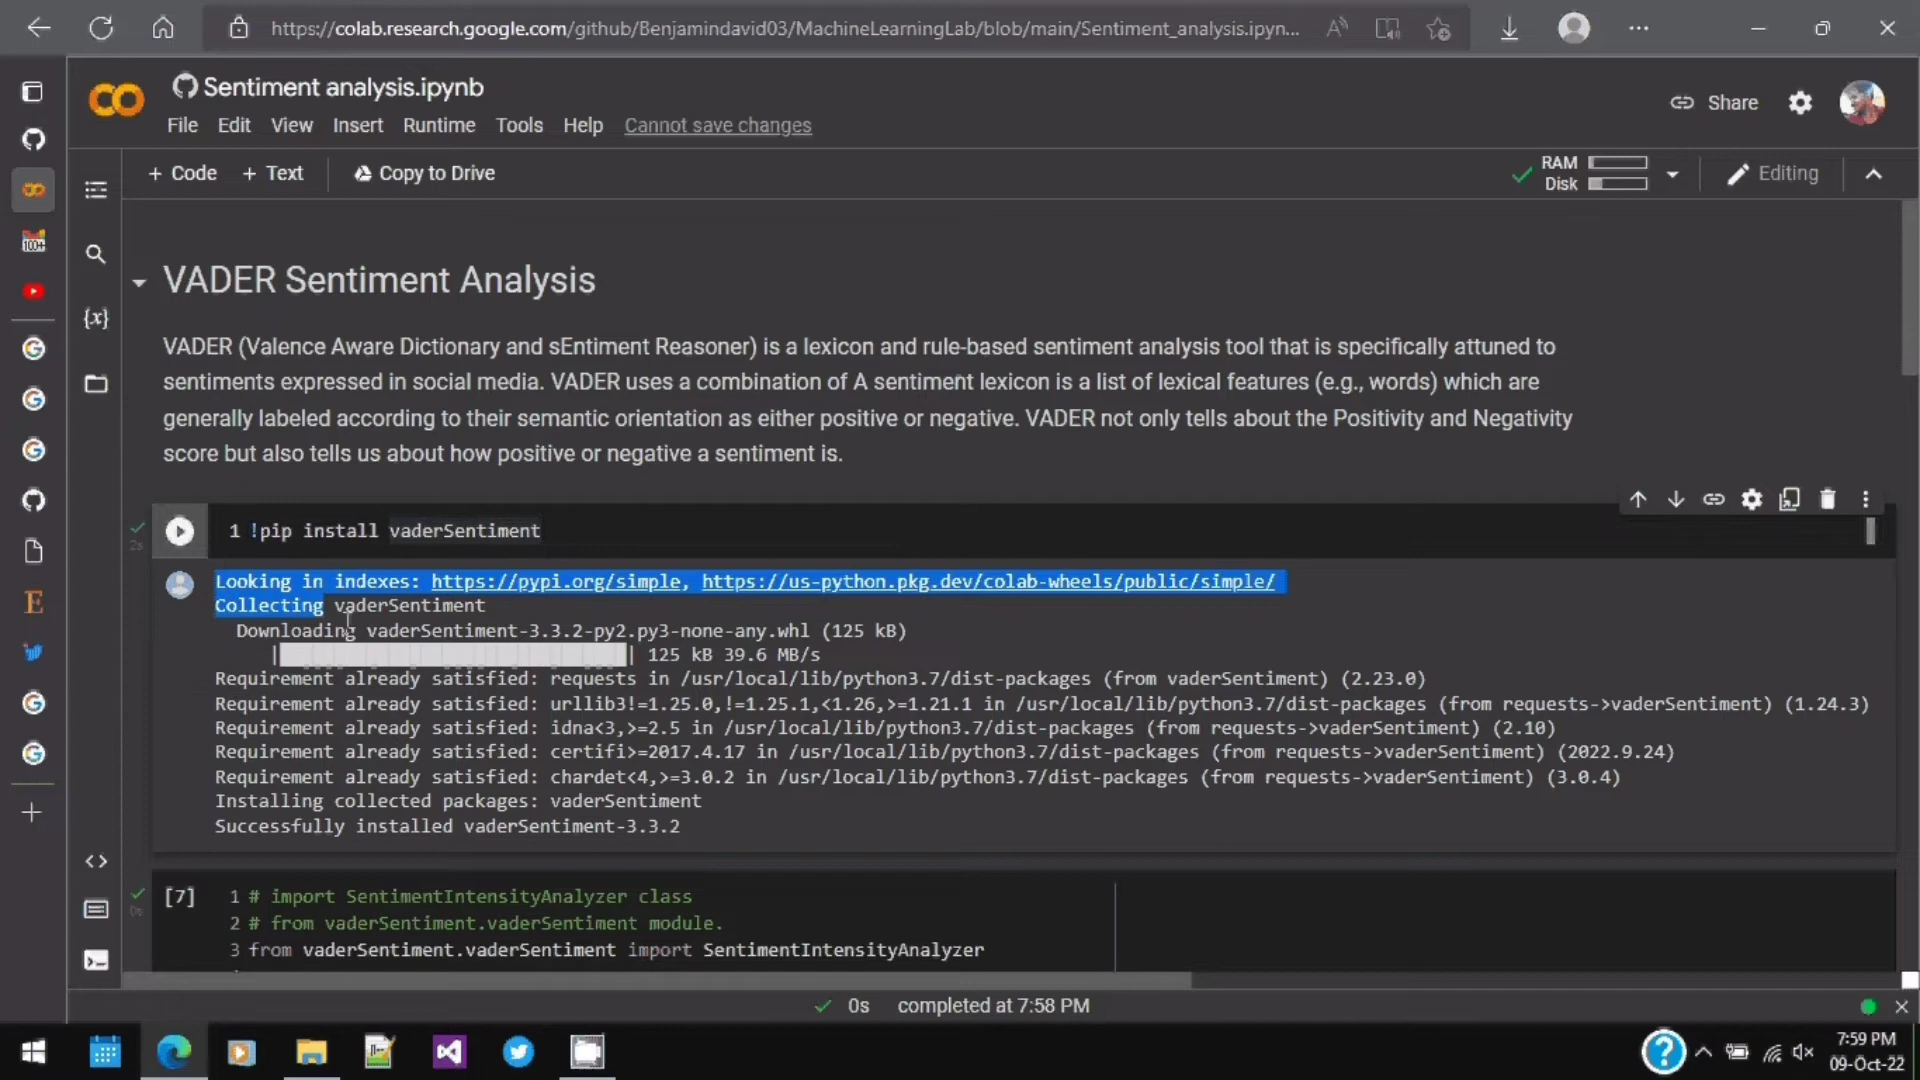 https://colab.research.google.com/github/Benjamindavid03/MachineLearningLab/blob/main/Sentiment_analysis.ipyn...
Sentiment analysis.ipynb
File Edit View Insert Runtime Tools Help Cannot save changes
Share
+ Code + Text Copy to Drive
RAM
Disk
Editing
VADER Sentiment Analysis
VADER (Valence Aware Dictionary and sEntiment Reasoner) is a lexicon and rule-based sentiment analysis tool that is specifically attuned to
sentiments expressed in social media. VADER uses a combination of A sentiment lexicon is a list of lexical features (e.g., words) which are
generally labeled according to their semantic orientation as either positive or negative. VADER not only tells about the Positivity and Negativity
score but also tells us about how positive or negative a sentiment is.
2s
1 !pip install vaderSentiment
Looking in indexes: https://pypi.org/simple, https://us-python.pkg.dev/colab-wheels/public/simple/
Collecting vaderSentiment
Downloading vaderSentiment-3.3.2-py2.py3-none-any.whl (125 kB)
| | 125 kB 39.6 MB/s
Requirement already satisfied: requests in /usr/local/lib/python3.7/dist-packages (from vaderSentiment) (2.23.0)
Requirement already satisfied: urllib3!=1.25.0,!=1.25.1,<1.26,>=1.21.1 in /usr/local/lib/python3.7/dist-packages (from requests->vaderSentiment) (1.24.3)
Requirement already satisfied: idna<3,>=2.5 in /usr/local/lib/python3.7/dist-packages (from requests->vaderSentiment) (2.10)
Requirement already satisfied: certifi>=2017.4.17 in /usr/local/lib/python3.7/dist-packages (from requests->vaderSentiment) (2022.9.24)
Requirement already satisfied: chardet<4,>=3.0.2 in /usr/local/lib/python3.7/dist-packages (from requests->vaderSentiment) (3.0.4)
Installing collected packages: vaderSentiment
Successfully installed vaderSentiment-3.3.2
0s
[7]
1 # import SentimentIntensityAnalyzer class
2 # from vaderSentiment.vaderSentiment module.
3 from vaderSentiment.vaderSentiment import SentimentIntensityAnalyzer
0s completed at 7:58 PM
7:59 PM
09-Oct-22